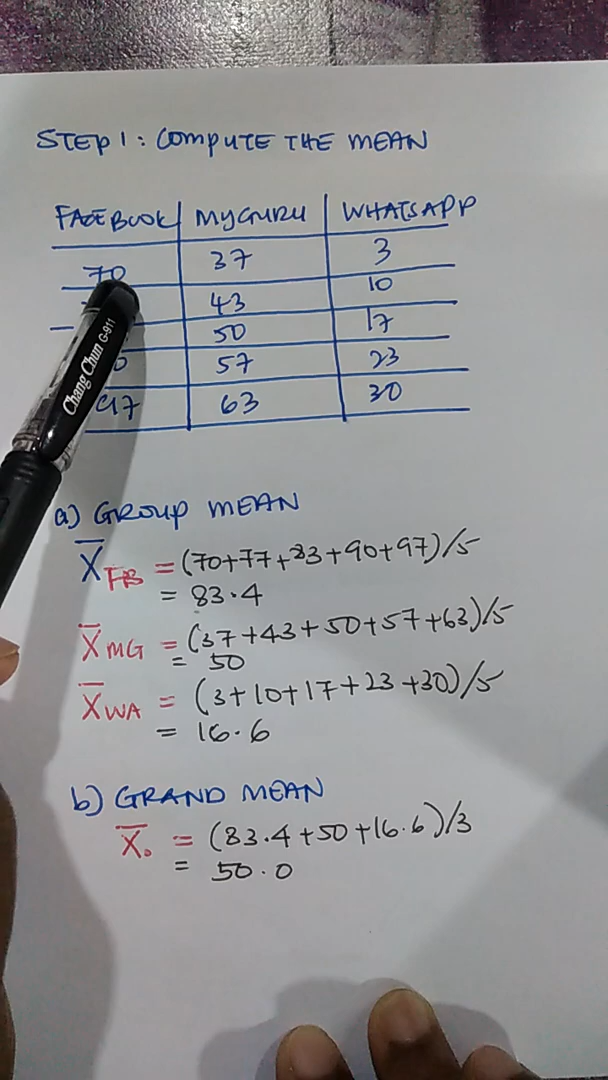 STEP 1: COMPUTE THE MEAN
FACEBOOK MYGURU WHATSAPP
70 37 3
43 10
50 17
0 57 23
97 63 30
Chang Chun G-911
a) GROUP MEAN
X̅FB = (70+77+83+90+97)/5
= 83.4
X̅MG = (37+43+50+57+63)/5
= 50
X̅WA = (3+10+17+23+30)/5
= 16.6
b) GRAND MEAN
X̅. = (83.4+50+16.6)/3
= 50.0